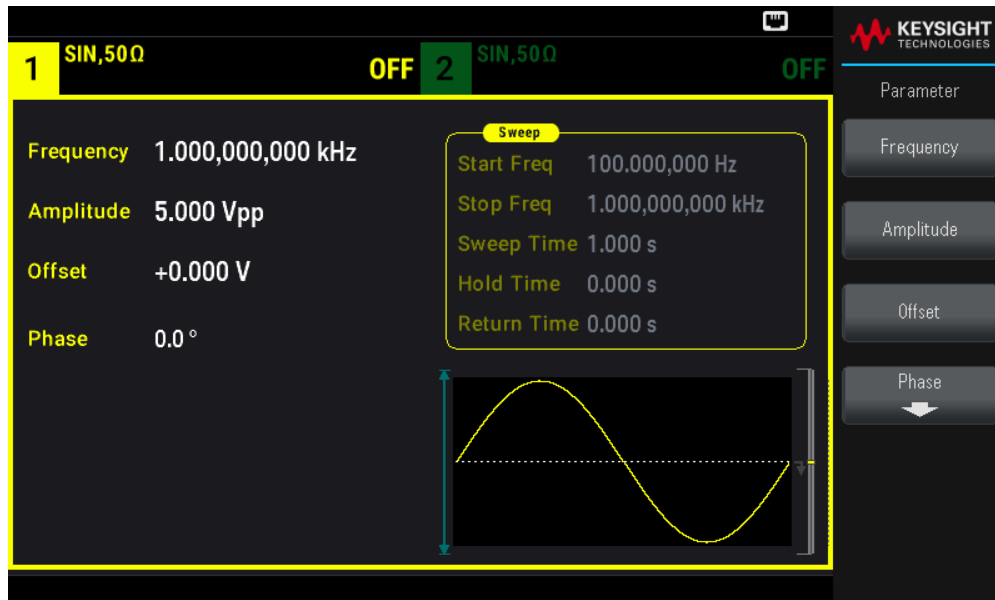 KEYSIGHT
TECHNOLOGIES
1 SIN,50Ω OFF
2 SIN,50Ω OFF
Parameter
Frequency 1.000,000,000 kHz
Amplitude 5.000 Vpp
Offset +0.000 V
Phase 0.0 °
Sweep
Start Freq 100.000,000 Hz
Stop Freq 1.000,000,000 kHz
Sweep Time 1.000 s
Hold Time 0.000 s
Return Time 0.000 s
Frequency
Amplitude
Offset
Phase